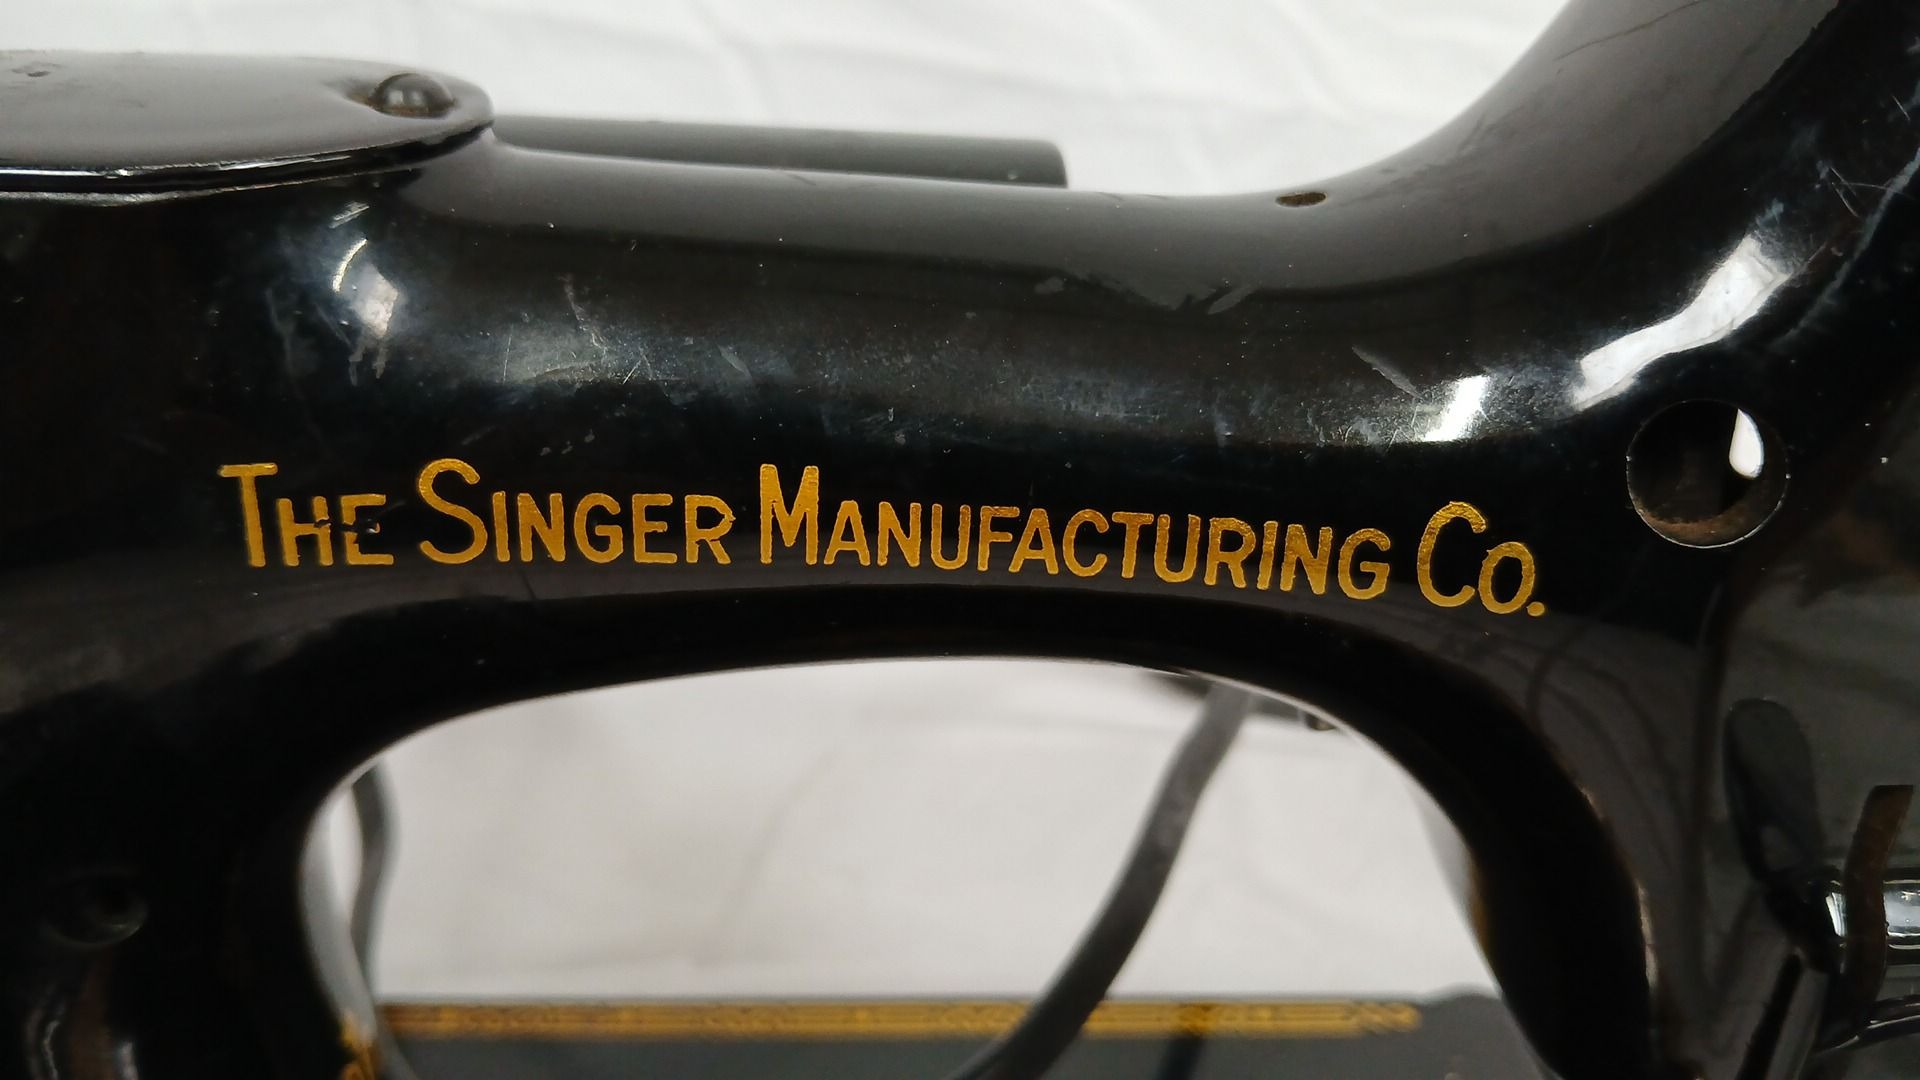 The Singer Manufacturing Co.